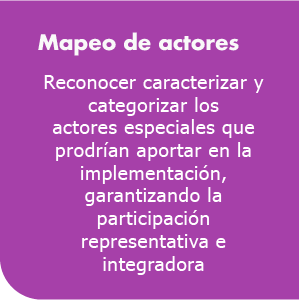 Mapeo de actores
Reconocer caracterizar y
categorizar los
actores especiales que
prodrían aportar en la
implementación,
garantizando la
participación
representativa e
integradora